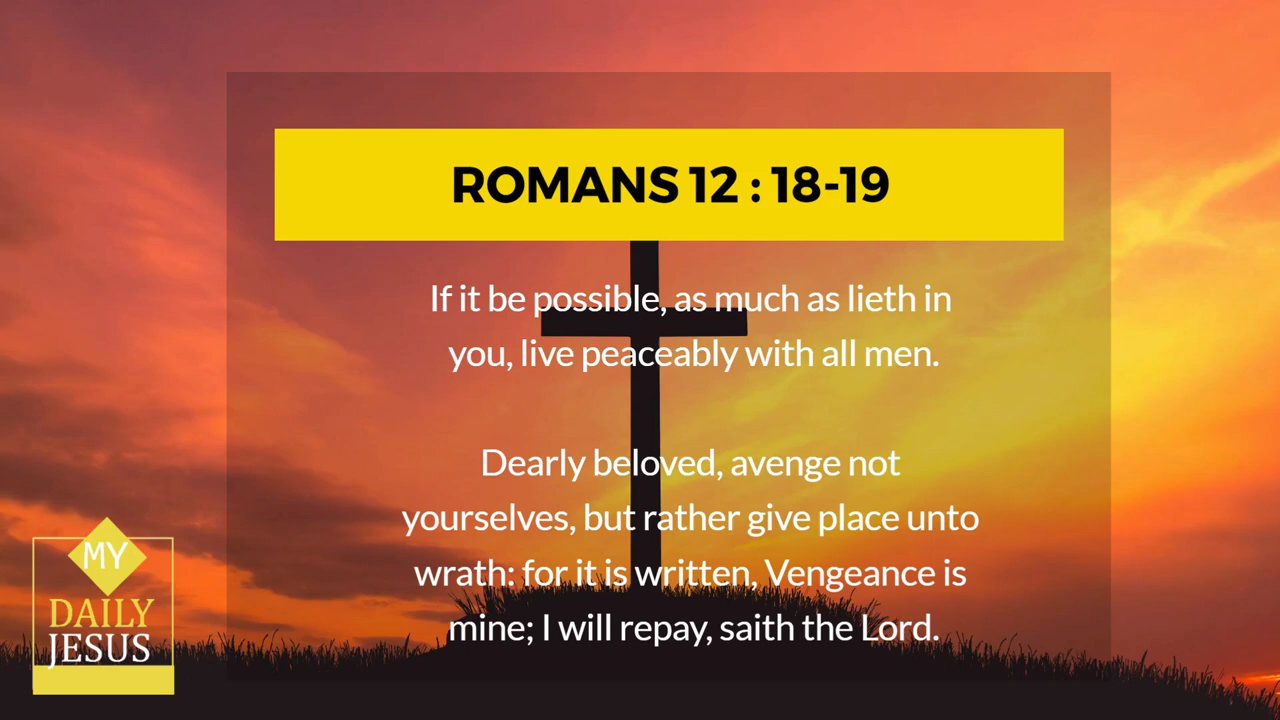 ROMANS 12 : 18-19
If it be possible, as much as lieth in
you, live peaceably with all men.
Dearly beloved, avenge not
yourselves, but rather give place unto
wrath: for it is written, Vengeance is
mine; I will repay, saith the Lord.
MY
DAILY
JESUS